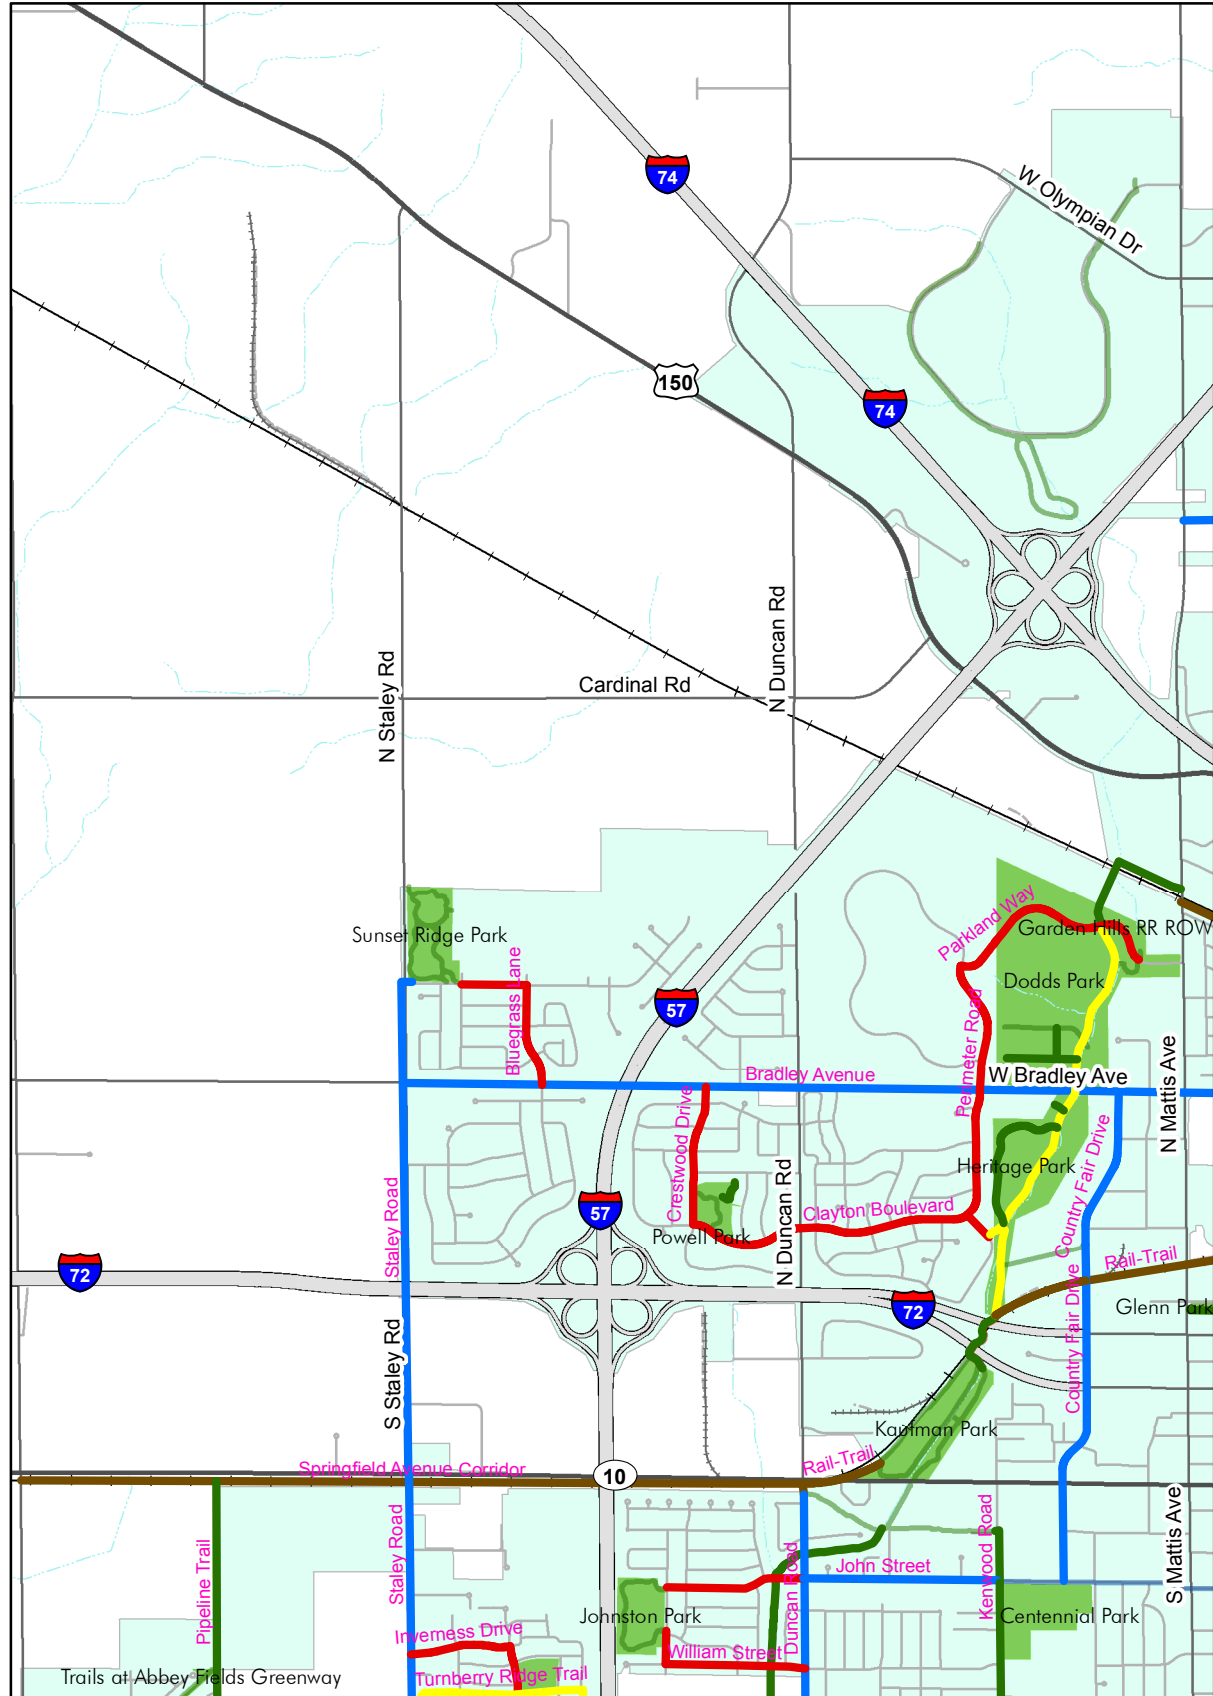 74
W Olympian Dr
150
74
N Duncan Rd
N Staley Rd
Cardinal Rd
Parkland Way
Garden Hills RR ROW
Sunset Ridge Park
Dodds Park
Bluegrass Lane
57
Perimeter Road
N Mattis Ave
Bradley Avenue
W Bradley Ave
Crestwood Drive
Country Fair Drive
Heritage Park
N Duncan Rd
Staley Road
57
Clayton Boulevard
Powell Park
Rail-Trail
72
72
Country Fair Drive
Glenn Park
S Staley Rd
Kaufman Park
Rail-Trail
Springfield Avenue Corridor
10
S Mattis Ave
Staley Road
Kenwood Road
Pipeline Trail
Duncan Road
John Street
Johnston Park
Centennial Park
Inverness Drive
William Street
Trails at Abbey Fields Greenway
Turnberry Ridge Trail